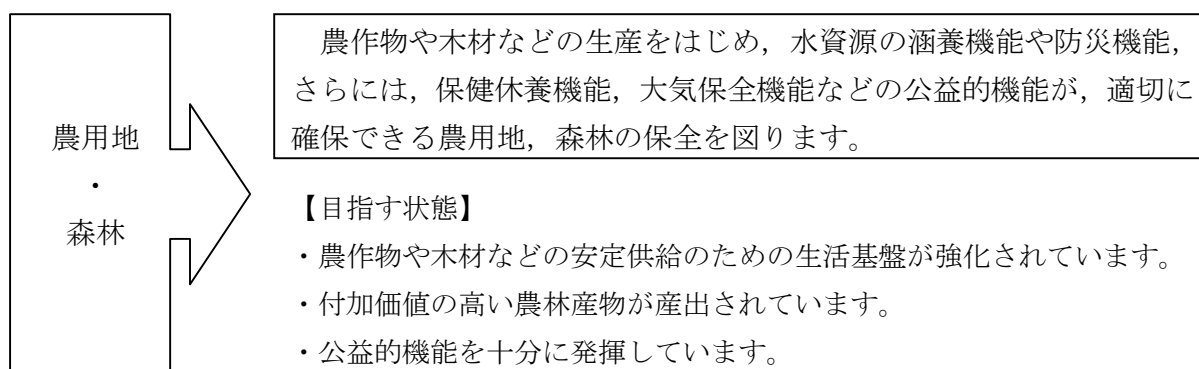 農用地
・
森林
農作物や木材などの生産をはじめ，水資源の涵養機能や防災機能，
さらには，保健休養機能，大気保全機能などの公益的機能が，適切に
確保できる農用地，森林の保全を図ります。
【目指す状態】
・農作物や木材などの安定供給のための生活基盤が強化されています。
・付加価値の高い農林産物が産出されています。
・公益的機能を十分に発揮しています。